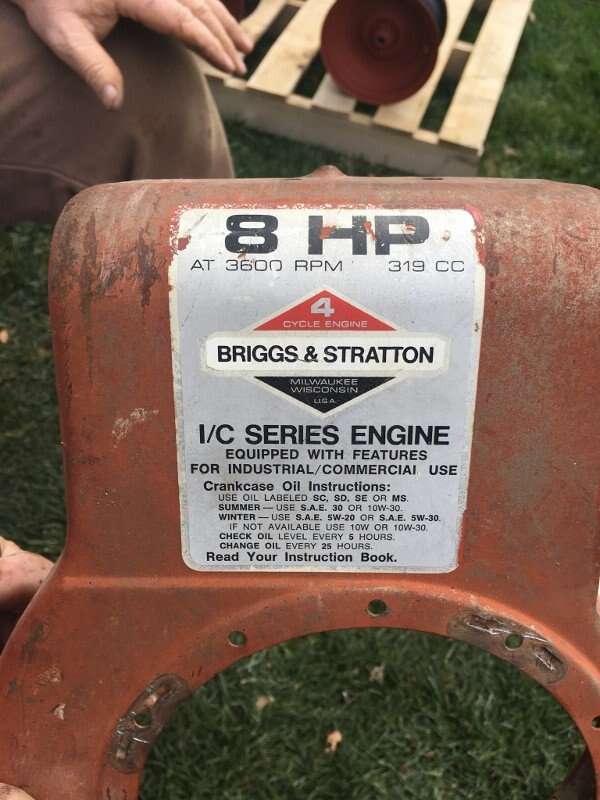 8 HP
AT 3600 RPM 319 CC
4
CYCLE ENGINE
BRIGGS & STRATTON
MILWAUKEE
WISCONSIN
U.S.A.
I/C SERIES ENGINE
EQUIPPED WITH FEATURES
FOR INDUSTRIAL/COMMERCIAL USE
Crankcase Oil Instructions:
USE OIL LABELED SC, SD, SE OR MS.
SUMMER — USE S.A.E. 30 OR 10W-30.
WINTER — USE S.A.E. 5W-20 OR S.A.E. 5W-30.
IF NOT AVAILABLE USE 10W OR 10W-30.
CHECK OIL LEVEL EVERY 5 HOURS.
CHANGE OIL EVERY 25 HOURS.
Read Your Instruction Book.